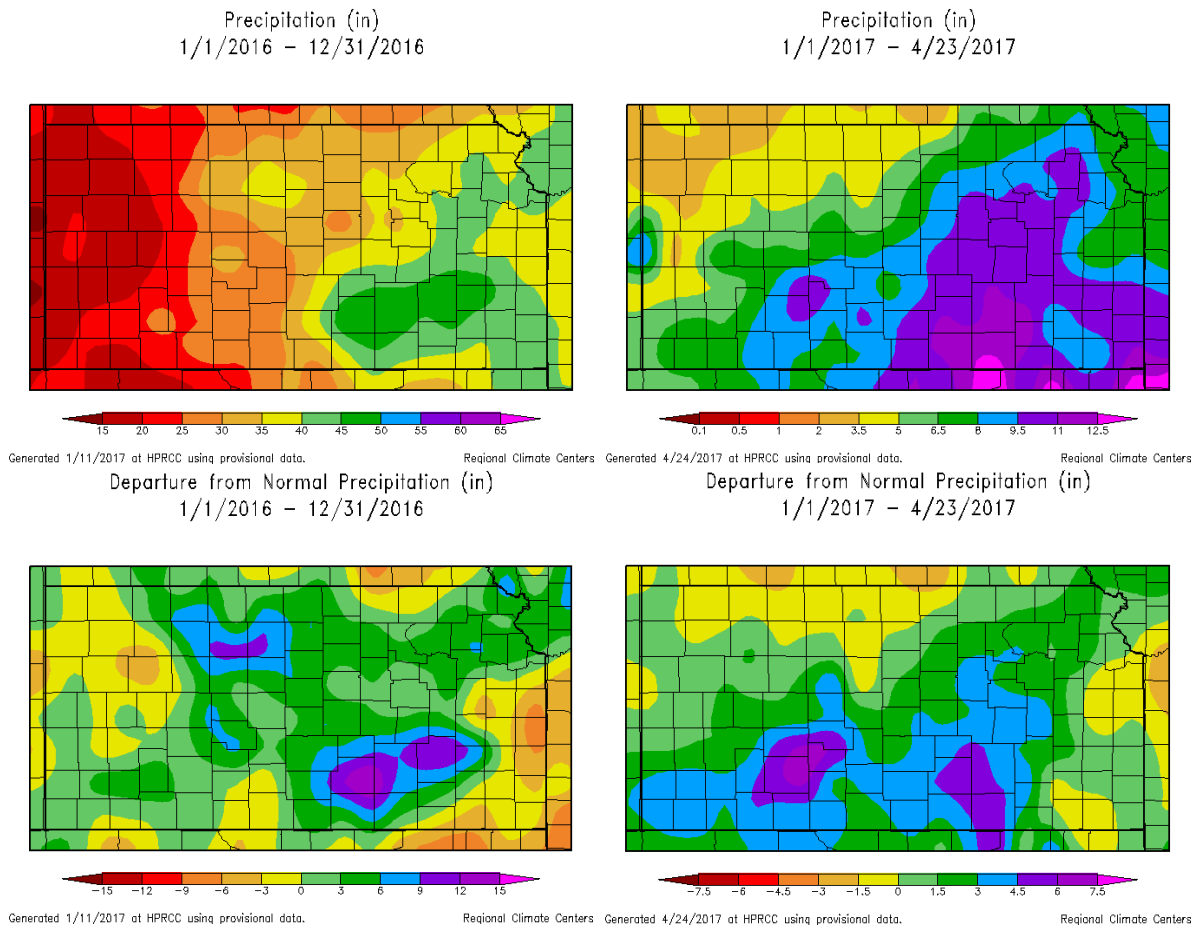 Precipitation (in)
1/1/2016 – 12/31/2016
15 20 25 30 35 40 45 50 55 60 65
Generated 1/11/2017 at HPRCC using provisional data.
Regional Climate Centers
Precipitation (in)
1/1/2017 – 4/23/2017
0.1 0.5 1 2 3.5 5 6.5 8 9.5 11 12.5
Generated 4/24/2017 at HPRCC using provisional data.
Regional Climate Centers
Departure from Normal Precipitation (in)
1/1/2016 – 12/31/2016
−15 −12 −9 −6 −3 0 3 6 9 12 15
Generated 1/11/2017 at HPRCC using provisional data.
Regional Climate Centers
Departure from Normal Precipitation (in)
1/1/2017 – 4/23/2017
−7.5 −6 −4.5 −3 −1.5 0 1.5 3 4.5 6 7.5
Generated 4/24/2017 at HPRCC using provisional data.
Regional Climate Centers